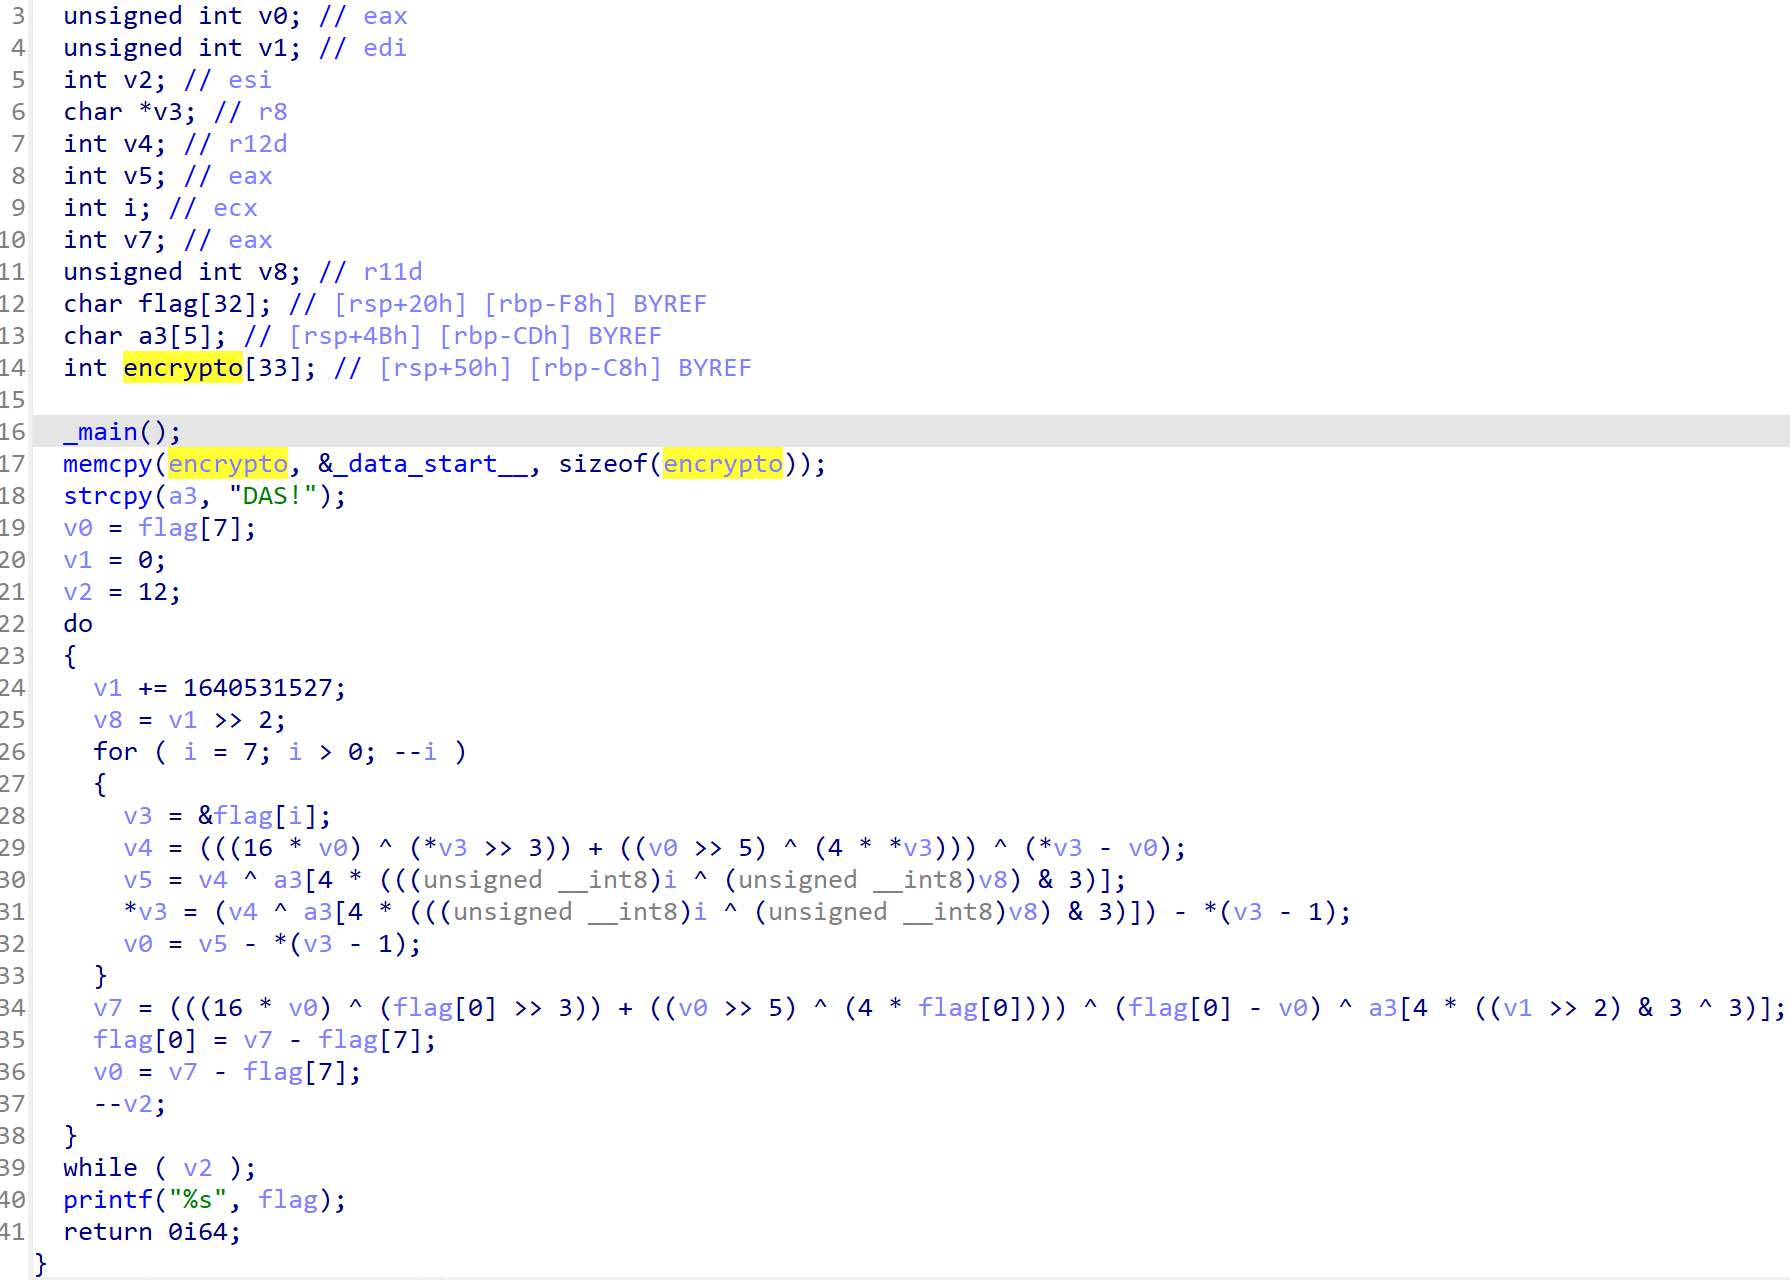 3 unsigned int v0; // eax
4 unsigned int v1; // edi
5 int v2; // esi
6 char *v3; // r8
7 int v4; // r12d
8 int v5; // eax
9 int i; // ecx
10 int v7; // eax
11 unsigned int v8; // r11d
12 char flag[32]; // [rsp+20h] [rbp-F8h] BYREF
13 char a3[5]; // [rsp+4Bh] [rbp-CDh] BYREF
14 int encrypto[33]; // [rsp+50h] [rbp-C8h] BYREF
15
16 _main();
17 memcpy(encrypto, &_data_start__, sizeof(encrypto));
18 strcpy(a3, "DAS!");
19 v0 = flag[7];
20 v1 = 0;
21 v2 = 12;
22 do
23 {
24 v1 += 1640531527;
25 v8 = v1 >> 2;
26 for ( i = 7; i > 0; --i )
27 {
28 v3 = &flag[i];
29 v4 = (((16 * v0) ^ (*v3 >> 3)) + ((v0 >> 5) ^ (4 * *v3))) ^ (*v3 - v0);
30 v5 = v4 ^ a3[4 * (((unsigned __int8)i ^ (unsigned __int8)v8) & 3)];
31 *v3 = (v4 ^ a3[4 * (((unsigned __int8)i ^ (unsigned __int8)v8) & 3)]) - *(v3 - 1);
32 v0 = v5 - *(v3 - 1);
33 }
34 v7 = (((16 * v0) ^ (flag[0] >> 3)) + ((v0 >> 5) ^ (4 * flag[0]))) ^ (flag[0] - v0) ^ a3[4 * ((v1 >> 2) & 3 ^ 3)];
35 flag[0] = v7 - flag[7];
36 v0 = v7 - flag[7];
37 --v2;
38 }
39 while ( v2 );
40 printf("%s", flag);
41 return 0i64;
}